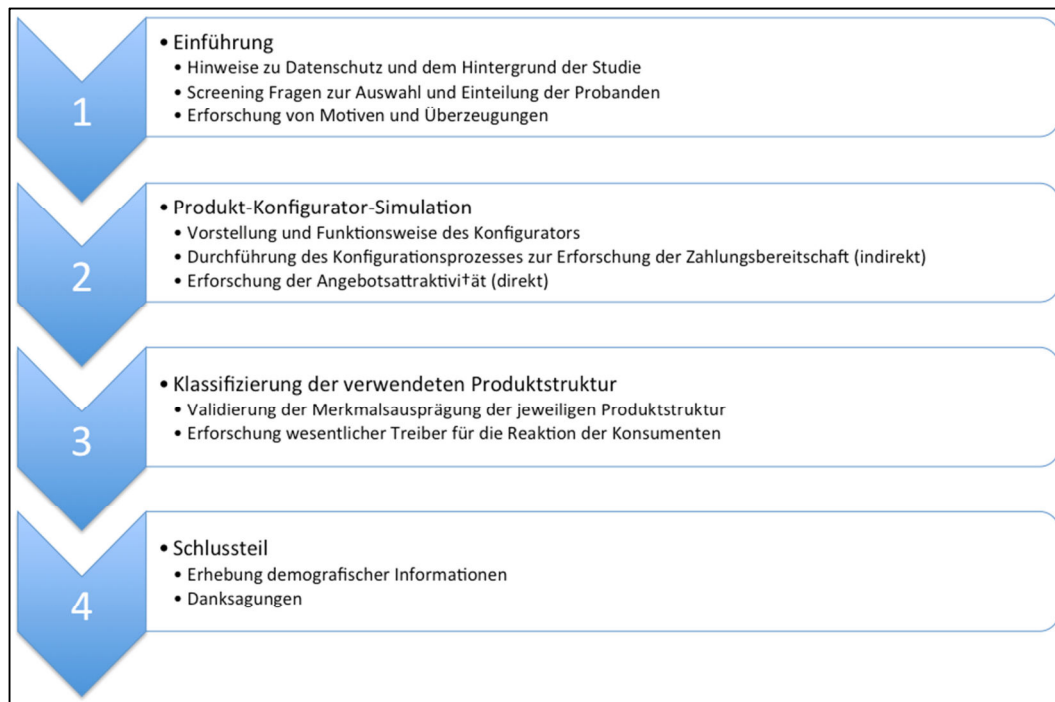 1
• Einführung
• Hinweise zu Datenschutz und dem Hintergrund der Studie
• Screening Fragen zur Auswahl und Einteilung der Probanden
• Erforschung von Motiven und Überzeugungen
2
• Produkt-Konfigurator-Simulation
• Vorstellung und Funktionsweise des Konfigurators
• Durchführung des Konfigurationsprozesses zur Erforschung der Zahlungsbereitschaft (indirekt)
• Erforschung der Angebotsattraktivi†ät (direkt)
3
• Klassifizierung der verwendeten Produktstruktur
• Validierung der Merkmalsausprägung der jeweiligen Produktstruktur
• Erforschung wesentlicher Treiber für die Reaktion der Konsumenten
4
• Schlussteil
• Erhebung demografischer Informationen
• Danksagungen